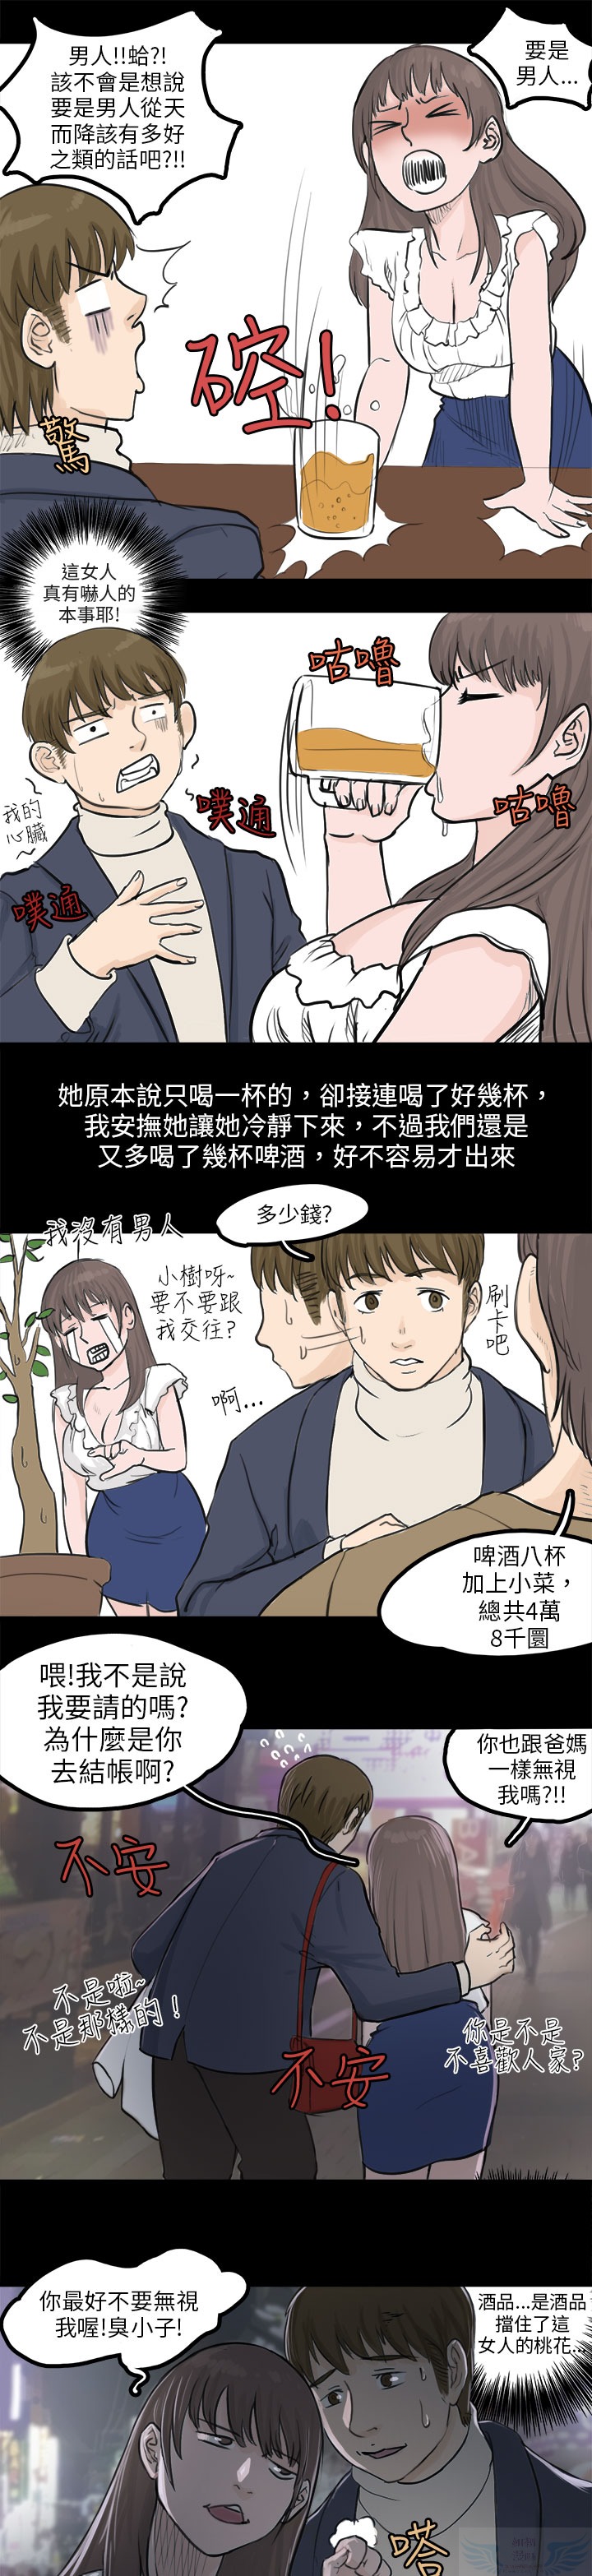 要是
男人...
男人!!蛤?!
該不會是想說
要是男人從天
而降該有多好
之類的話吧?!!
硿!
驚
這女人
真有嚇人的
本事耶!
咕嚕
咕嚕
我的
心臟
噗通
噗通
她原本說只喝一杯的，卻接連喝了好幾杯，
我安撫她讓她冷靜下來，不過我們還是
又多喝了幾杯啤酒，好不容易才出來
多少錢?
我沒有男人
小樹呀~
要不要跟
我交往?
啊...
刷卡吧
啤酒八杯
加上小菜，
總共4萬
8千圜
喂!我不是說
我要請的嗎?
為什麼是你
去結帳啊?
你也跟爸媽
一樣無視
我嗎?!!
不安
不是啦~
不是那樣的!
不安
你是不是
不喜歡人家?
你最好不要無視
我喔!臭小子!
酒品...是酒品
擋住了這
女人的桃花...
嗒